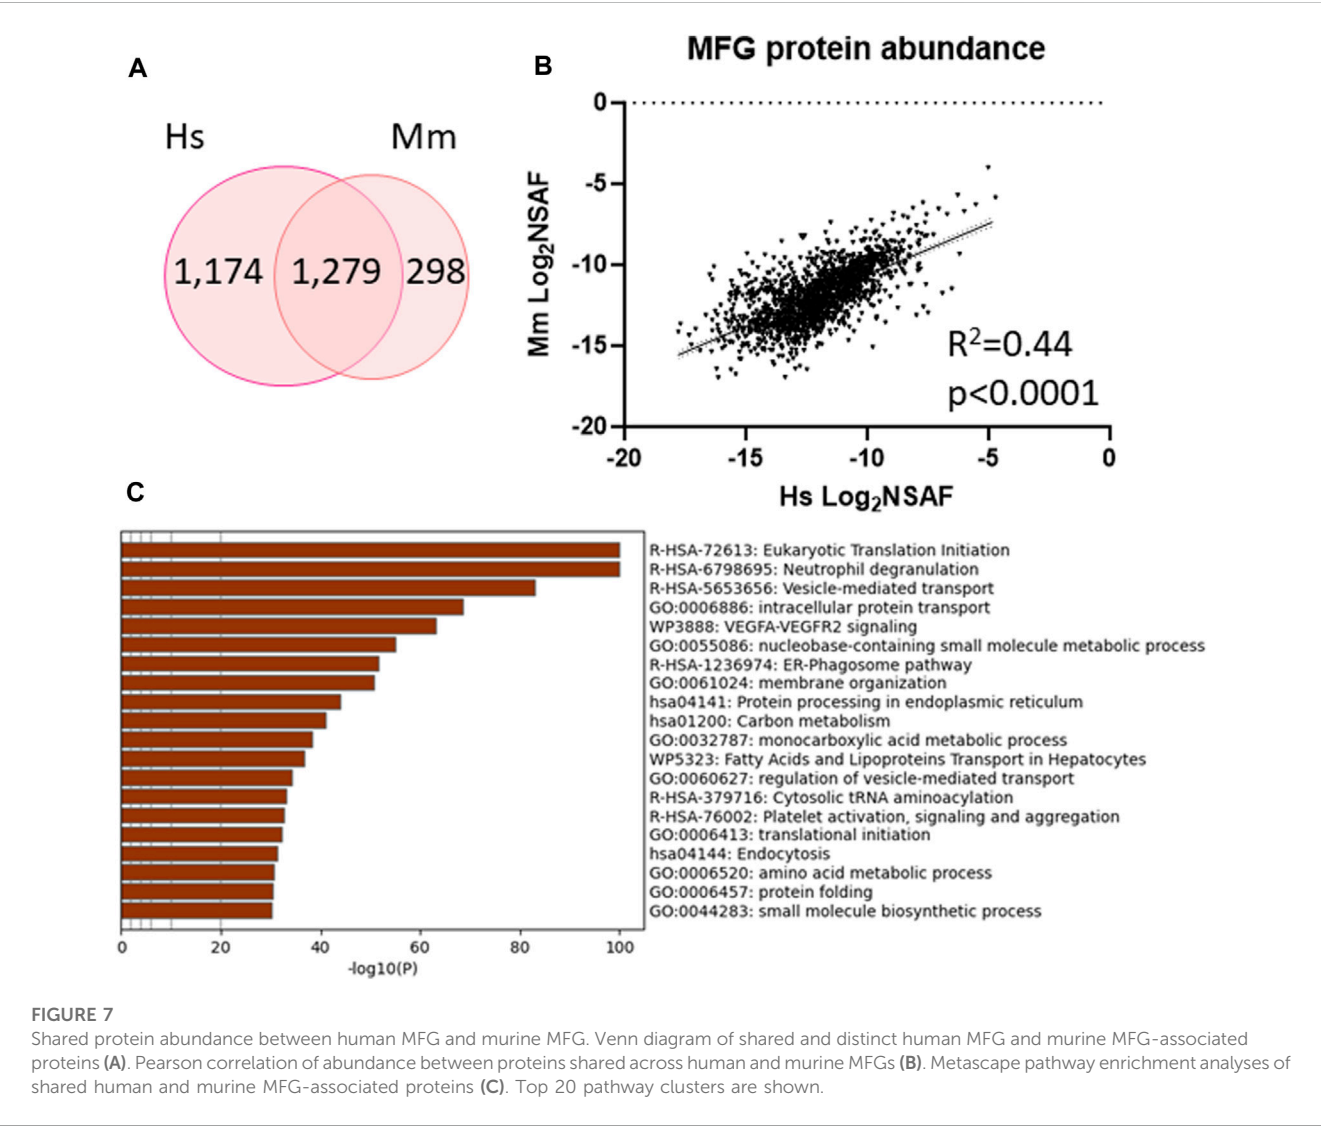 A
Hs
Mm
1,174
1,279
298
B
MFG protein abundance
Mm Log2NSAF
0
-5
-10
-15
-20
R2=0.44
p<0.0001
-20
-15
-10
-5
0
Hs Log2NSAF
C
R-HSA-72613: Eukaryotic Translation Initiation
R-HSA-6798695: Neutrophil degranulation
R-HSA-5653656: Vesicle-mediated transport
GO:0006886: intracellular protein transport
WP3888: VEGFA-VEGFR2 signaling
GO:0055086: nucleobase-containing small molecule metabolic process
R-HSA-1236974: ER-Phagosome pathway
GO:0061024: membrane organization
hsa04141: Protein processing in endoplasmic reticulum
hsa01200: Carbon metabolism
GO:0032787: monocarboxylic acid metabolic process
WP5323: Fatty Acids and Lipoproteins Transport in Hepatocytes
GO:0060627: regulation of vesicle-mediated transport
R-HSA-379716: Cytosolic tRNA aminoacylation
R-HSA-76002: Platelet activation, signaling and aggregation
GO:0006413: translational initiation
hsa04144: Endocytosis
GO:0006520: amino acid metabolic process
GO:0006457: protein folding
GO:0044283: small molecule biosynthetic process
0
20
40
60
80
100
-log10(P)
FIGURE 7
Shared protein abundance between human MFG and murine MFG. Venn diagram of shared and distinct human MFG and murine MFG-associated
proteins (A). Pearson correlation of abundance between proteins shared across human and murine MFGs (B). Metascape pathway enrichment analyses of
shared human and murine MFG-associated proteins (C). Top 20 pathway clusters are shown.